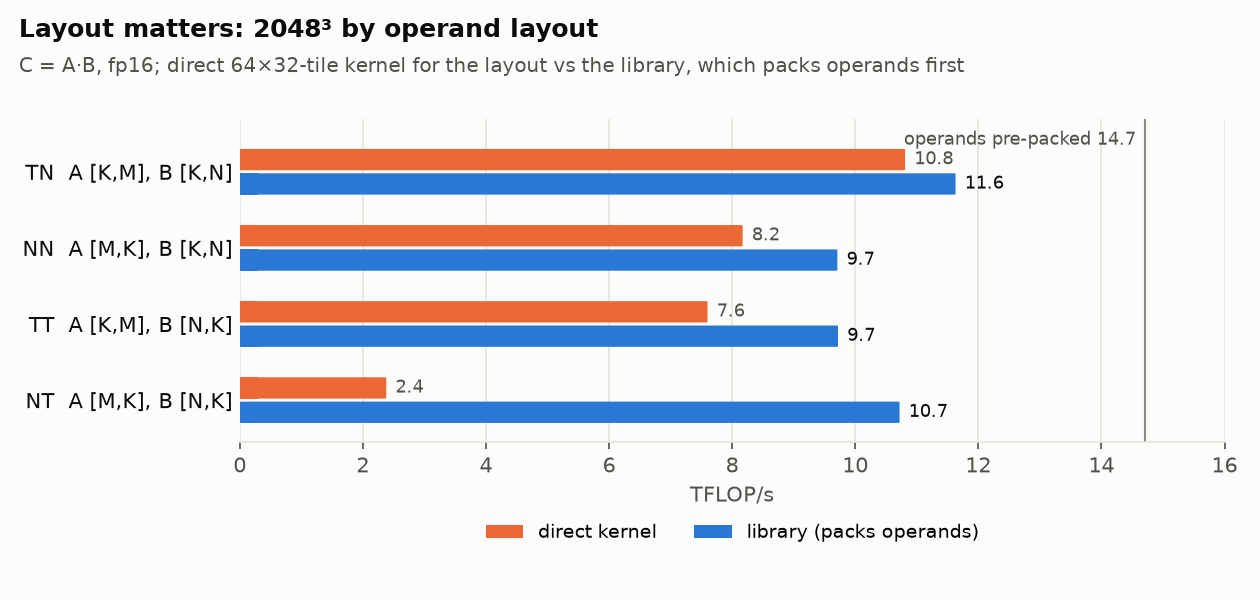 Layout matters: 2048³ by operand layout
C = A·B, fp16; direct 64×32-tile kernel for the layout vs the library, which packs operands first
operands pre-packed 14.7
TN A [K,M], B [K,N]
10.8
11.6
NN A [M,K], B [K,N]
8.2
9.7
TT A [K,M], B [N,K]
7.6
9.7
NT A [M,K], B [N,K]
2.4
10.7
0 2 4 6 8 10 12 14 16
TFLOP/s
direct kernel library (packs operands)